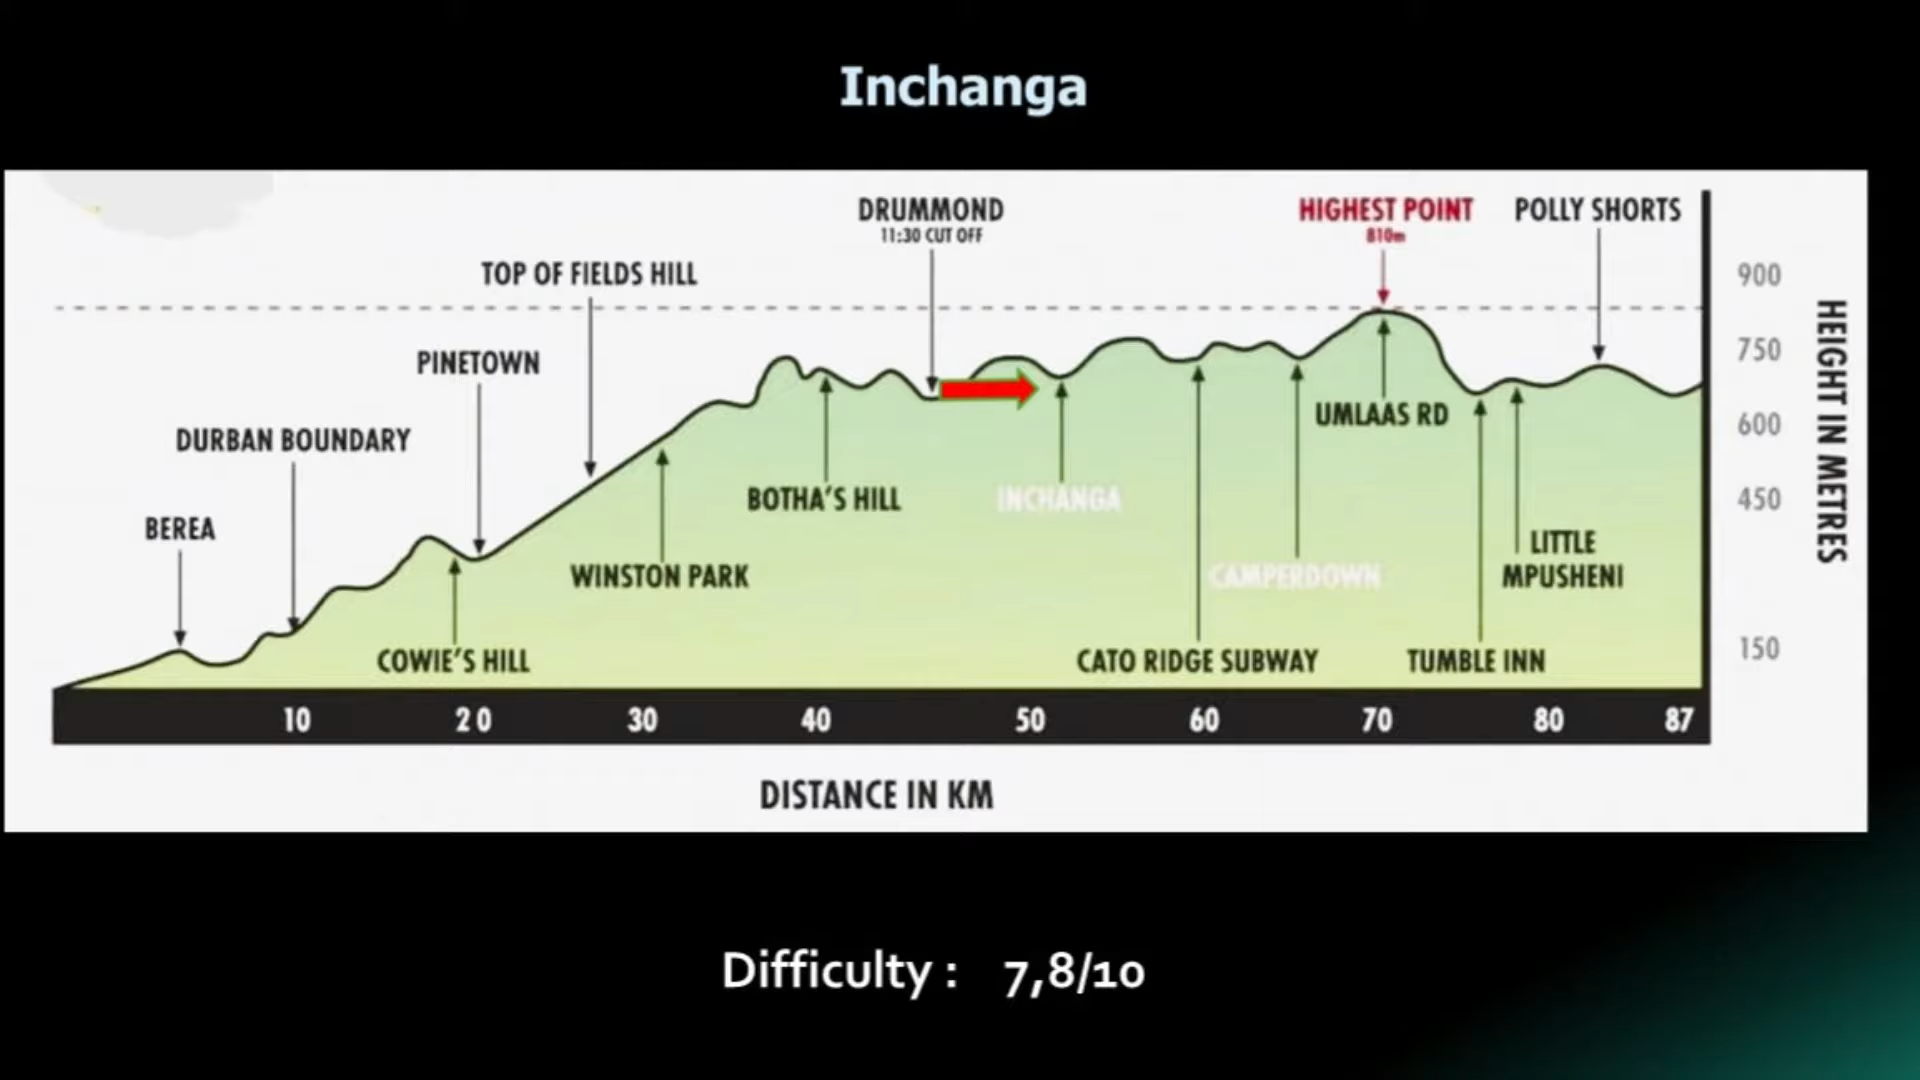 Inchanga
DRUMMOND
11:30 CUT OFF
HIGHEST POINT
810m
POLLY SHORTS
TOP OF FIELDS HILL
PINETOWN
DURBAN BOUNDARY
BEREA
UMLAAS RD
BOTHA'S HILL
INCHANGA
WINSTON PARK
CAMPERDOWN
LITTLE
MPUSHENI
COWIE'S HILL
CATO RIDGE SUBWAY
TUMBLE INN
900
750
600
450
150
HEIGHT IN METRES
10 20 30 40 50 60 70 80 87
DISTANCE IN KM
Difficulty : 7,8/10